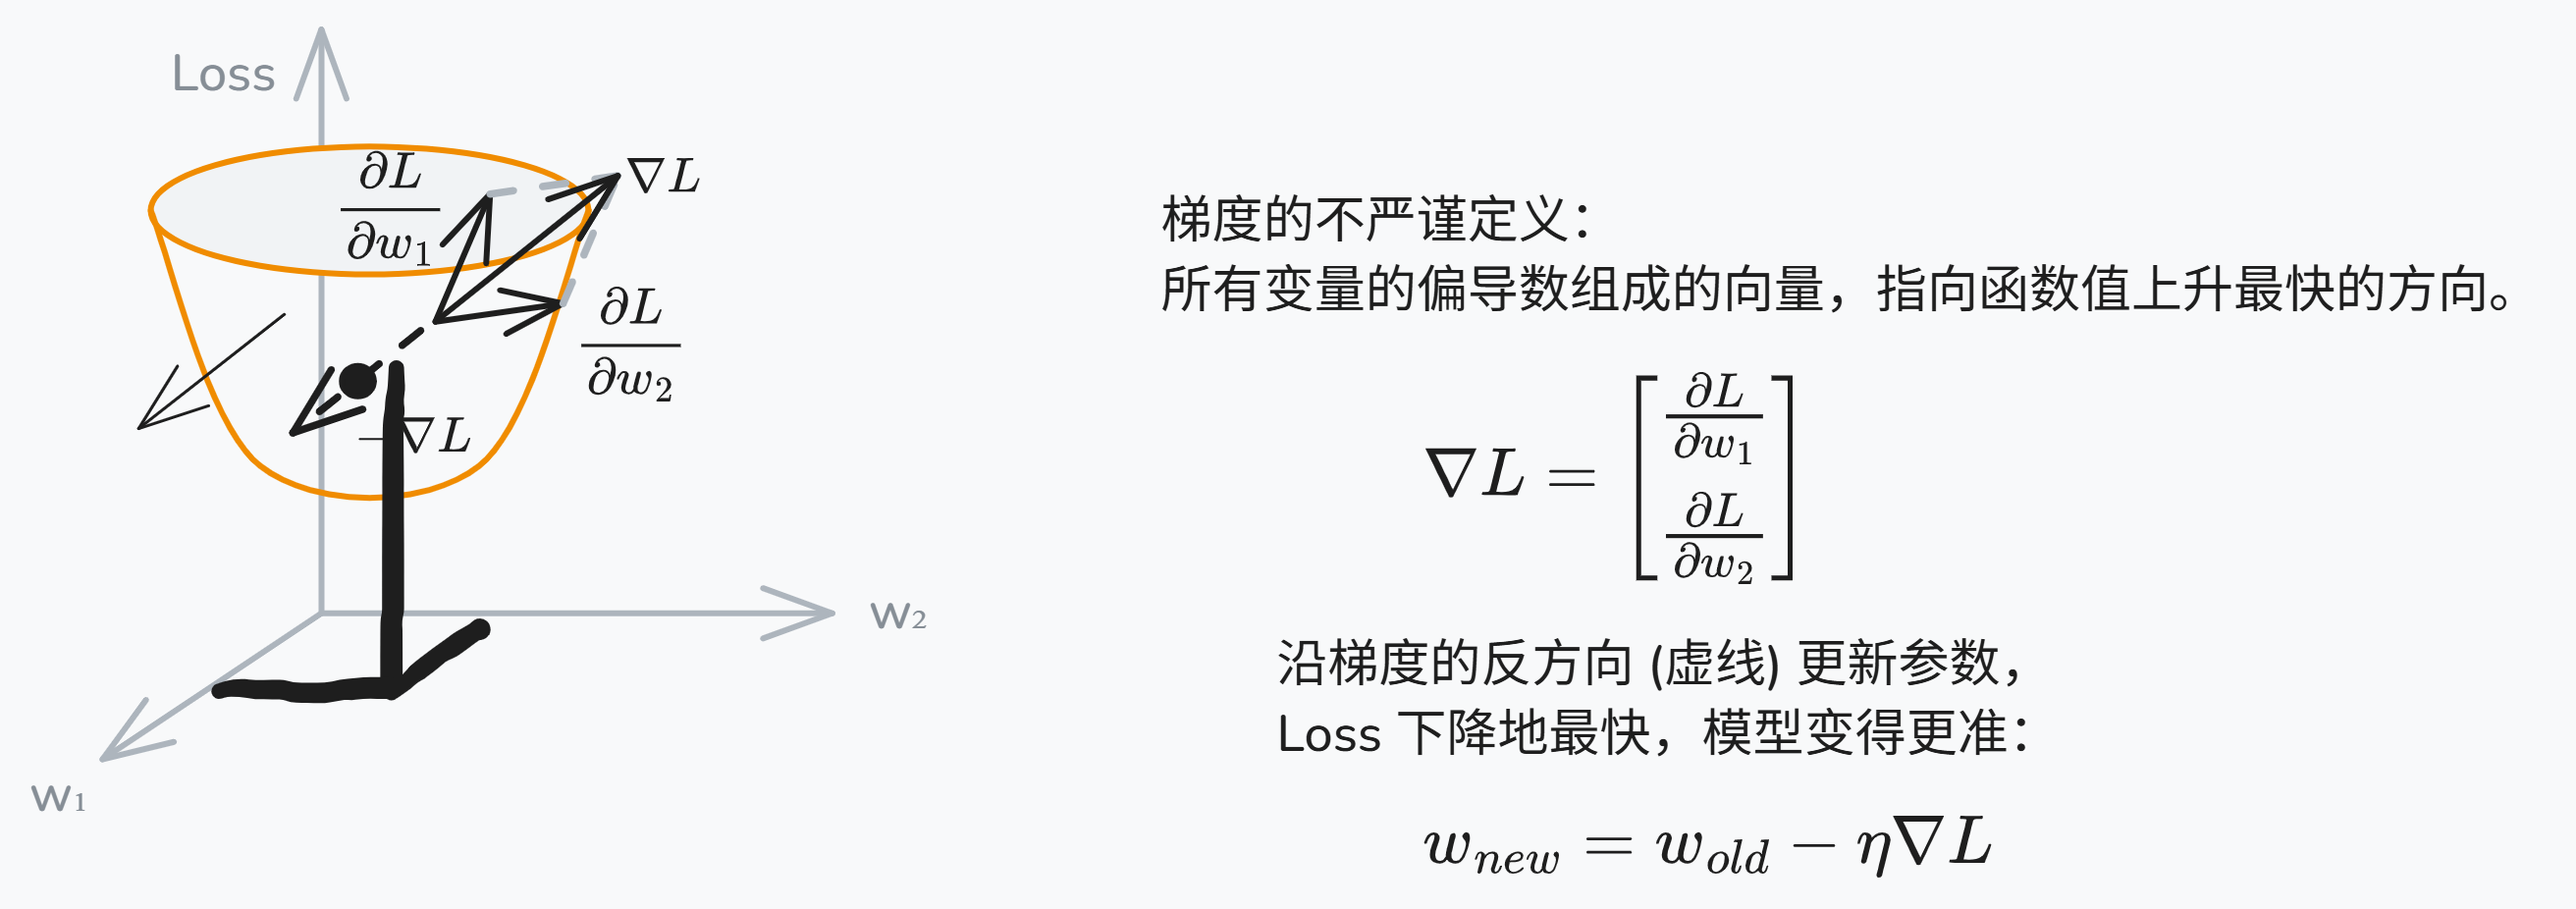 Loss
∂L
∂w₁
∇L
∂L
∂w₂
−∇L
w₂
w₁
梯度的不严谨定义：
所有变量的偏导数组成的向量，指向函数值上升最快的方向。
∇L = [∂L/∂w₁
∂L/∂w₂]
沿梯度的反方向 (虚线) 更新参数，
Loss 下降地最快，模型变得更准：
w_new = w_old − η∇L